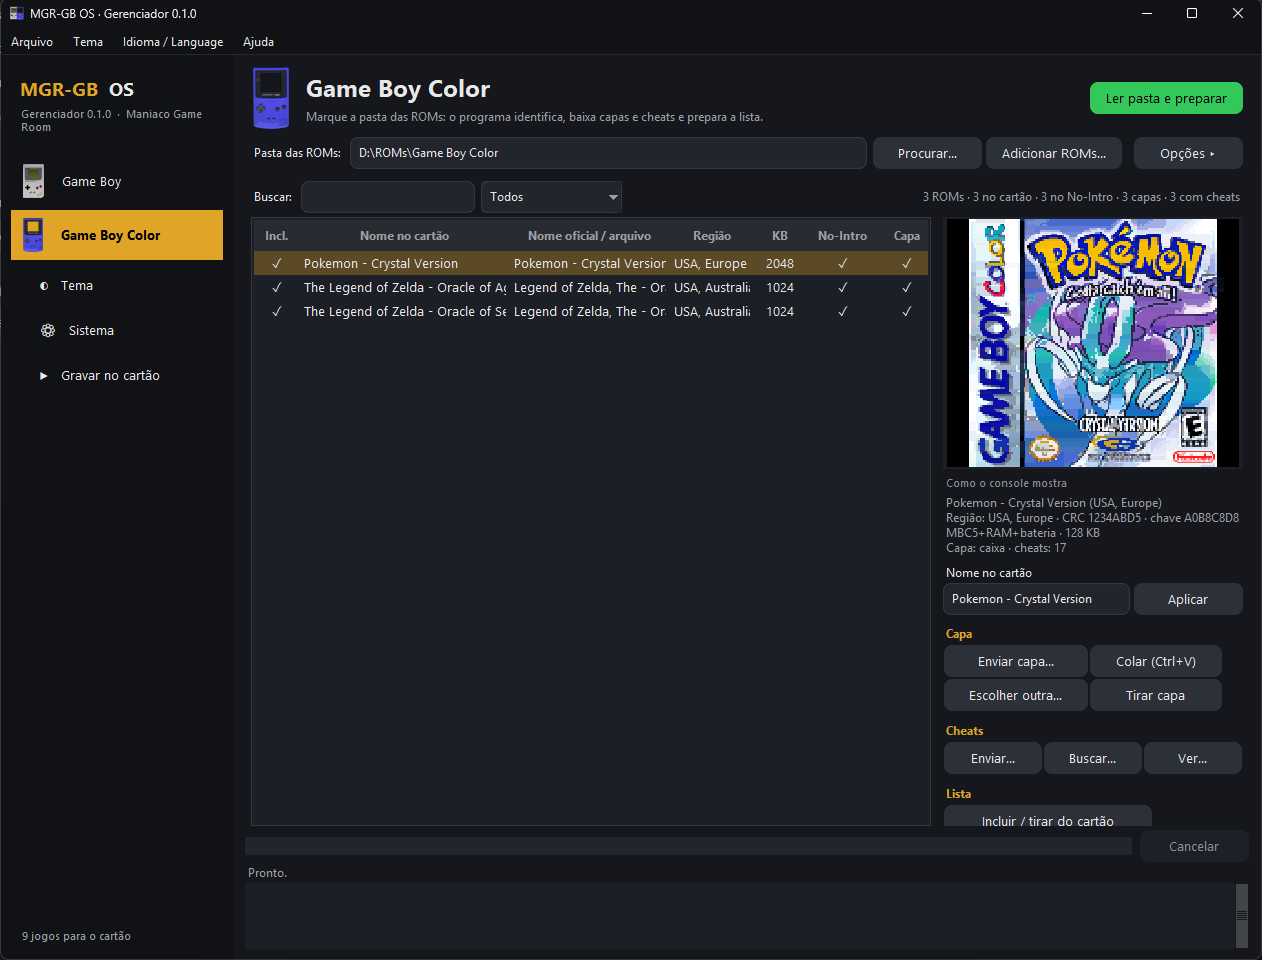 MGR-GB OS · Gerenciador 0.1.0
Arquivo Tema Idioma / Language Ajuda
MGR-GB OS
Gerenciador 0.1.0 · Maniaco Game
Room
Game Boy
Game Boy Color
Tema
Sistema
Gravar no cartão
9 jogos para o cartão
Game Boy Color
Marque a pasta das ROMs: o programa identifica, baixa capas e cheats e prepara a lista.
Ler pasta e preparar
Pasta das ROMs: D:\ROMs\Game Boy Color Procurar... Adicionar ROMs... Opções ▸
Buscar: Todos 3 ROMs · 3 no cartão · 3 no No-Intro · 3 capas · 3 com cheats
Incl. Nome no cartão Nome oficial / arquivo Região KB No-Intro Capa
✓ Pokemon - Crystal Version Pokemon - Crystal Version USA, Europe 2048 ✓ ✓
✓ The Legend of Zelda - Oracle of Ag Legend of Zelda, The - Or USA, Australia 1024 ✓ ✓
✓ The Legend of Zelda - Oracle of Se Legend of Zelda, The - Or USA, Australia 1024 ✓ ✓
GAME BOY COLOR
POKéMON
CRYSTAL VERSION
E
Nintendo
Como o console mostra
Pokemon - Crystal Version (USA, Europe)
Região: USA, Europe · CRC 1234ABD5 · chave A0B8C8D8
MBC5+RAM+bateria · 128 KB
Capa: caixa · cheats: 17
Nome no cartão
Pokemon - Crystal Version Aplicar
Capa
Enviar capa... Colar (Ctrl+V)
Escolher outra... Tirar capa
Cheats
Enviar... Buscar... Ver...
Lista
Incluir / tirar do cartão
Cancelar
Pronto.